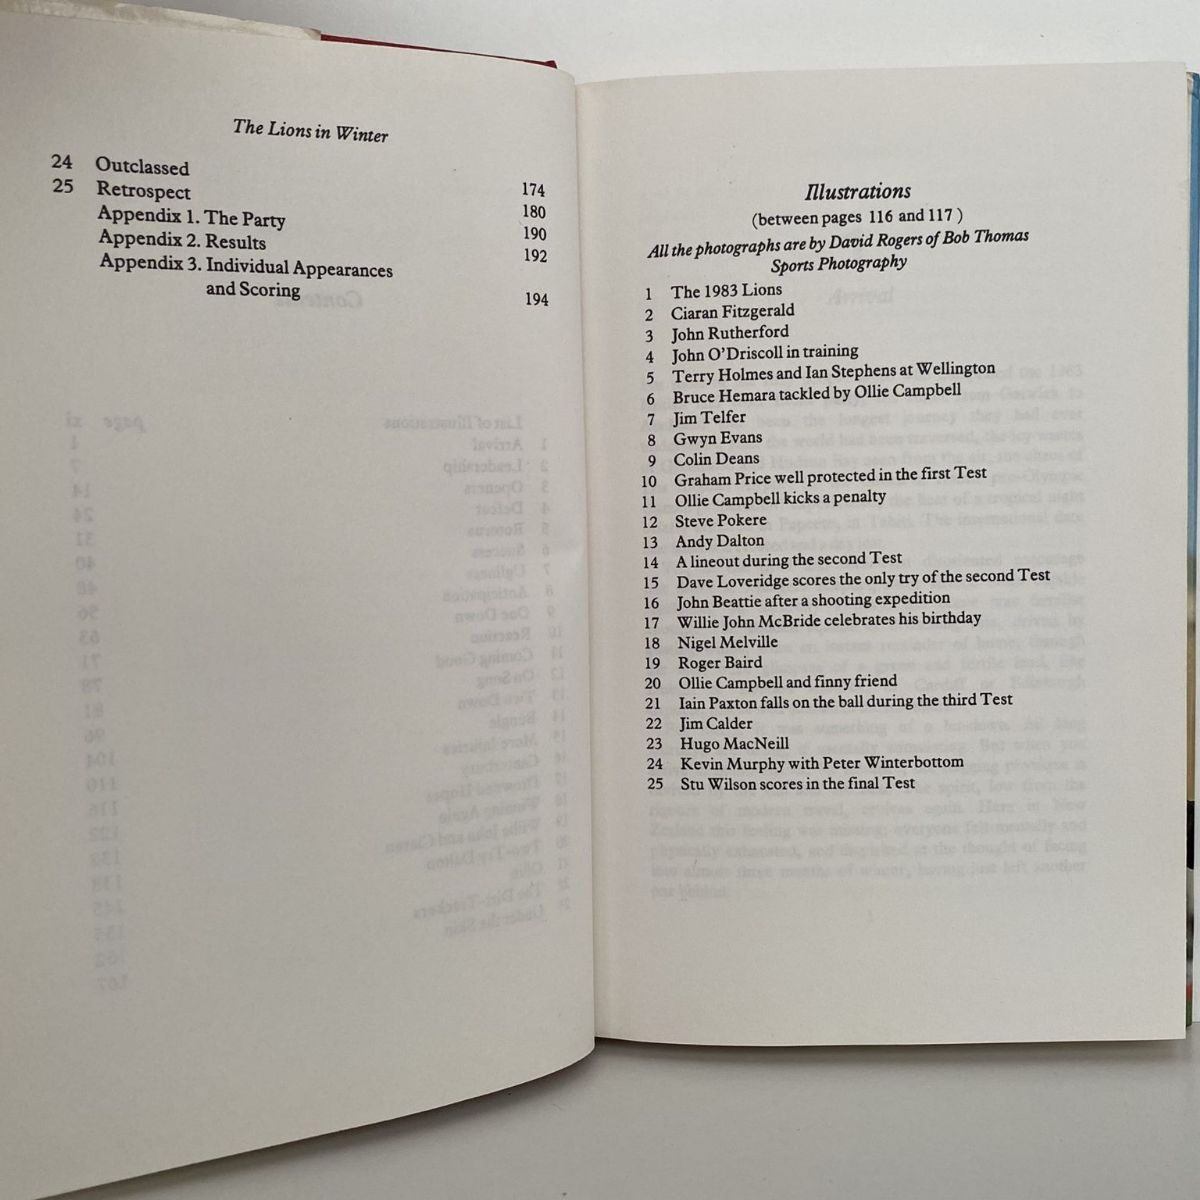 The Lions in Winter
24 Outclassed 174
25 Retrospect 180
Appendix 1. The Party 190
Appendix 2. Results 192
Appendix 3. Individual Appearances
and Scoring 194
Illustrations
(between pages 116 and 117)
All the photographs are by David Rogers of Bob Thomas
Sports Photography
1 The 1983 Lions
2 Ciaran Fitzgerald
3 John Rutherford
4 John O'Driscoll in training
5 Terry Holmes and Ian Stephens at Wellington
6 Bruce Hemara tackled by Ollie Campbell
7 Jim Telfer
8 Gwyn Evans
9 Colin Deans
10 Graham Price well protected in the first Test
11 Ollie Campbell kicks a penalty
12 Steve Pokere
13 Andy Dalton
14 A lineout during the second Test
15 Dave Loveridge scores the only try of the second Test
16 John Beattie after a shooting expedition
17 Willie John McBride celebrates his birthday
18 Nigel Melville
19 Roger Baird
20 Ollie Campbell and finny friend
21 Iain Paxton falls on the ball during the third Test
22 Jim Calder
23 Hugo MacNeill
24 Kevin Murphy with Peter Winterbottom
25 Stu Wilson scores in the final Test